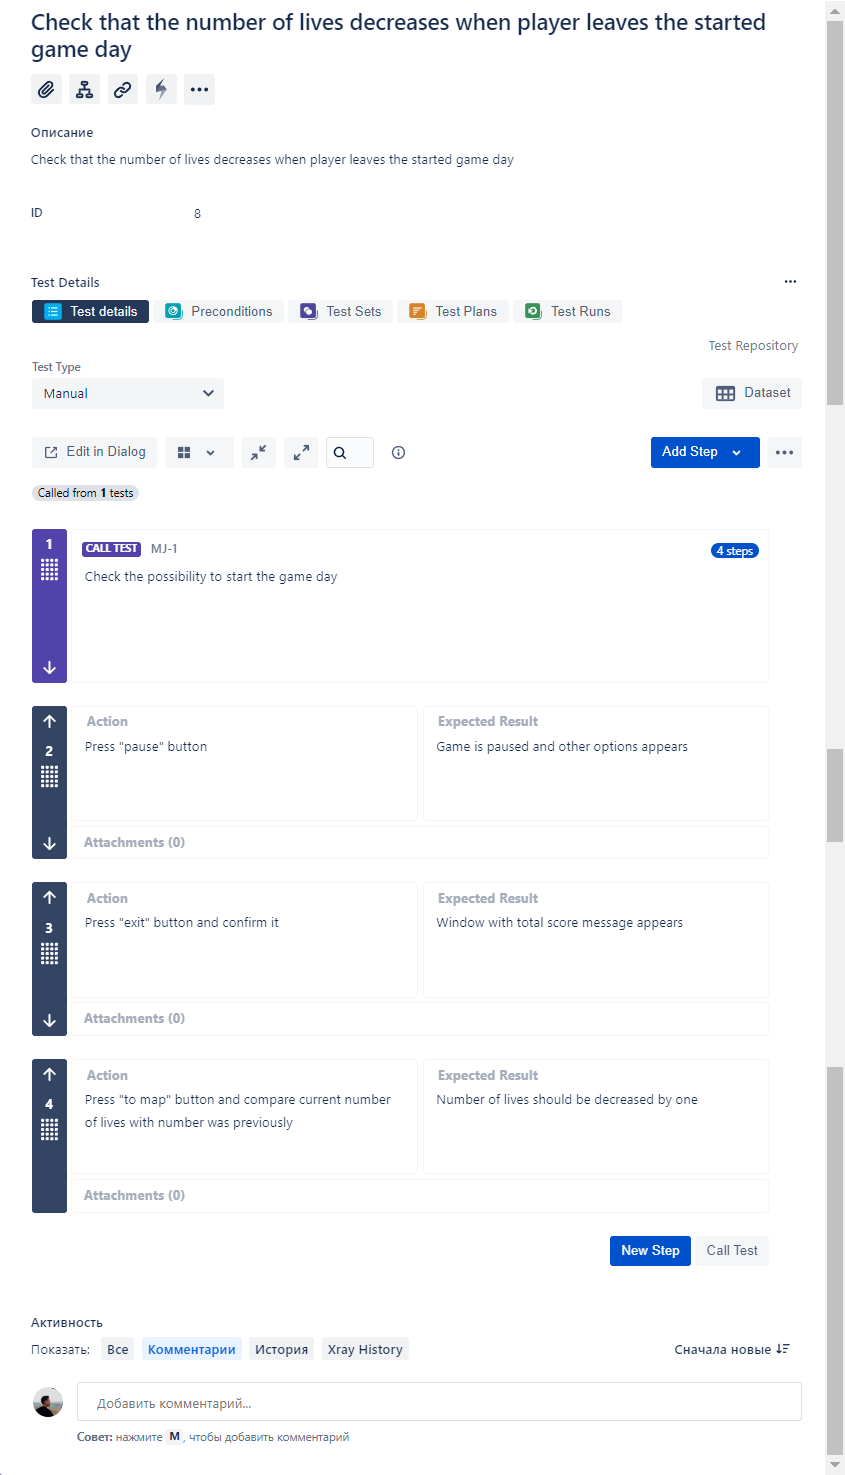 Check that the number of lives decreases when player leaves the started
game day
Описание
Check that the number of lives decreases when player leaves the started game day
ID 8
Test Details
Test details Preconditions Test Sets Test Plans Test Runs
Test Repository
Test Type
Manual Dataset
Edit in Dialog Add Step
Called from 1 tests
1 CALL TEST MJ-1 4 steps
Check the possibility to start the game day
2 Action Expected Result
Press "pause" button Game is paused and other options appears
Attachments (0)
3 Action Expected Result
Press "exit" button and confirm it Window with total score message appears
Attachments (0)
4 Action Expected Result
Press "to map" button and compare current number Number of lives should be decreased by one
of lives with number was previously
Attachments (0)
New Step Call Test
Активность
Показать: Все Комментарии История Xray History Сначала новые
Добавить комментарий...
Совет: нажмите M, чтобы добавить комментарий